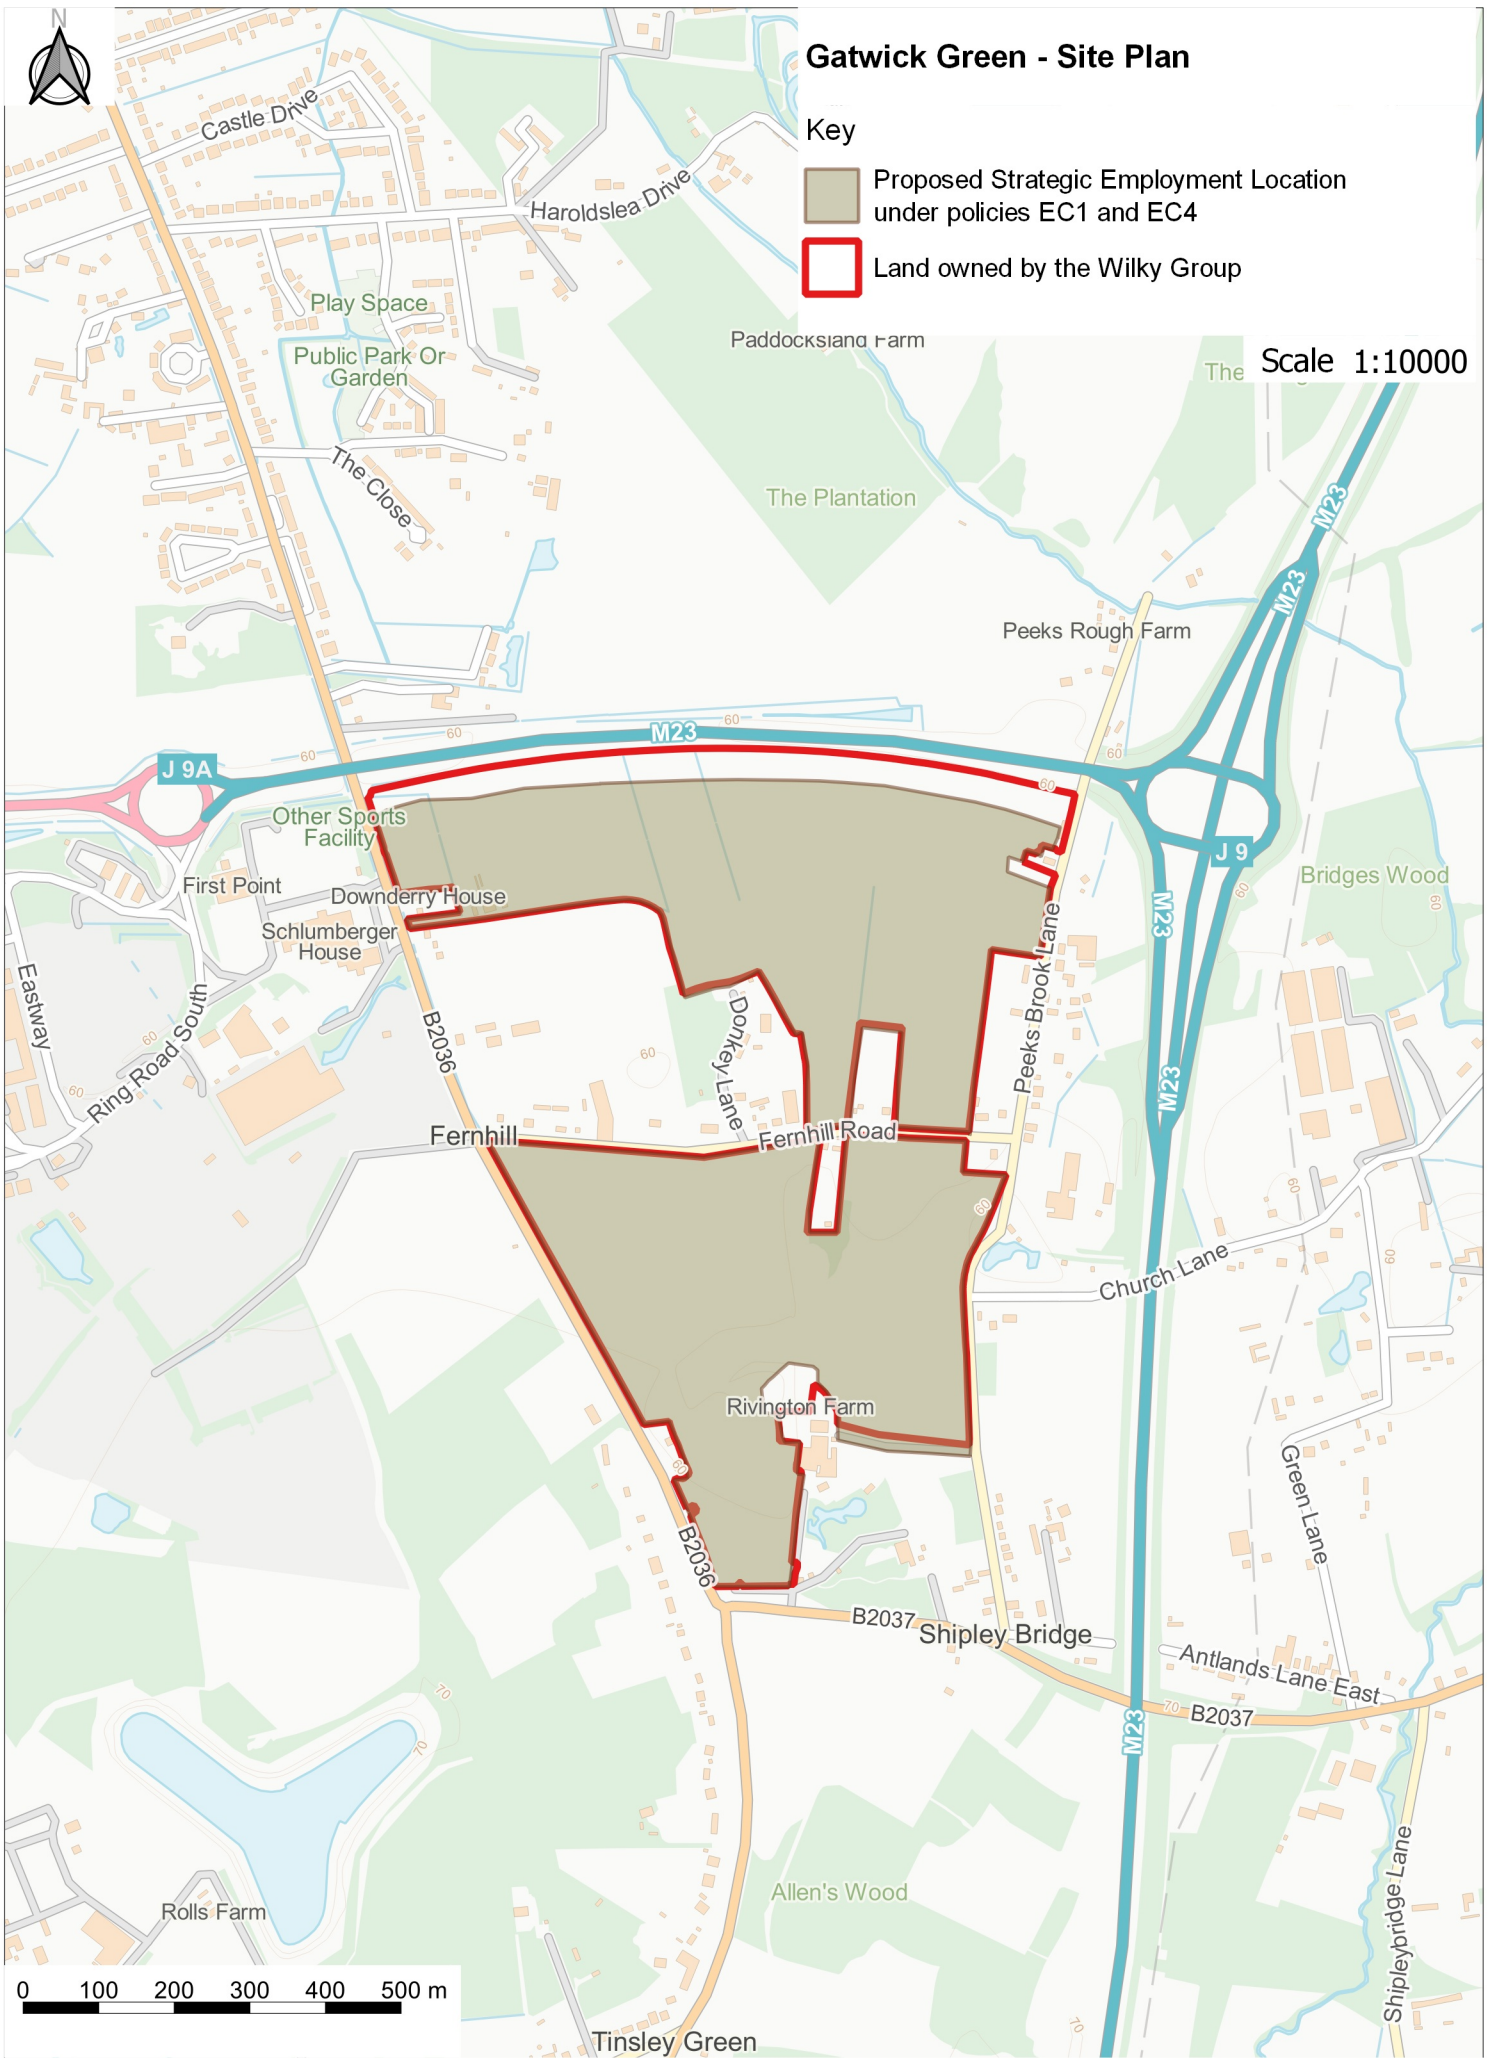 N
Gatwick Green - Site Plan
Key
Proposed Strategic Employment Location
under policies EC1 and EC4
Land owned by the Wilky Group
Scale 1:10000
Castle Drive
Haroldslea Drive
Play Space
Public Park Or
Garden
Paddocksland Farm
The
The Close
The Plantation
M23
M23
Peeks Rough Farm
60
60
60
M23
60
60
J 9A
Other Sports
Facility
J 9
First Point
Downderry House
Bridges Wood
60
60
Schlumberger
House
M23
Peeks Brook Lane
Eastway
Ring Road South
B2036
Donkey Lane
60
60
60
M23
Fernhill
Fernhill Road
60
60
60
Church Lane
Rivington Farm
60
Green Lane
B2036
B2037
Shipley Bridge
Antlands Lane East
70
B2037
M23
70
70
Allen's Wood
Rolls Farm
Shipleybridge Lane
0 100 200 300 400 500 m
Tinsley Green
70